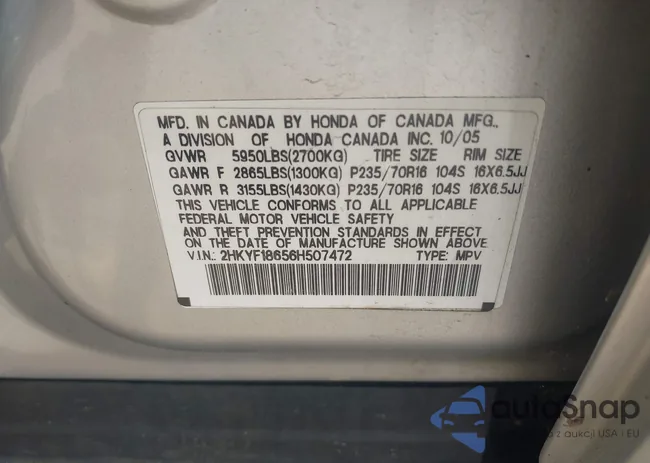 MFD. IN CANADA BY HONDA OF CANADA MFG.,
A DIVISION OF HONDA CANADA INC. 10/05
GVWR 5950LBS(2700KG) TIRE SIZE RIM SIZE
GAWR F 2865LBS(1300KG) P235/70R16 104S 16X6.5JJ
GAWR R 3155LBS(1430KG) P235/70R16 104S 16X6.5JJ
THIS VEHICLE CONFORMS TO ALL APPLICABLE
FEDERAL MOTOR VEHICLE SAFETY
AND THEFT PREVENTION STANDARDS IN EFFECT
ON THE DATE OF MANUFACTURE SHOWN ABOVE
V.I.N.: 2HKYF18656H507472 TYPE: MPV
autoSnap
a z aukcji USA i EU